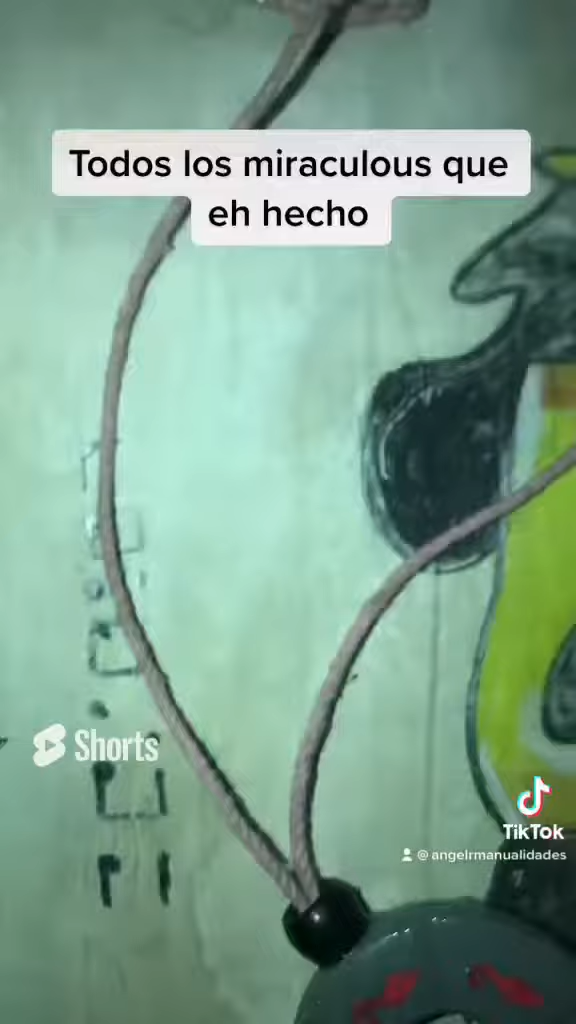 Todos los miraculous que
eh hecho
Shorts
TikTok
@angelrmanualidades